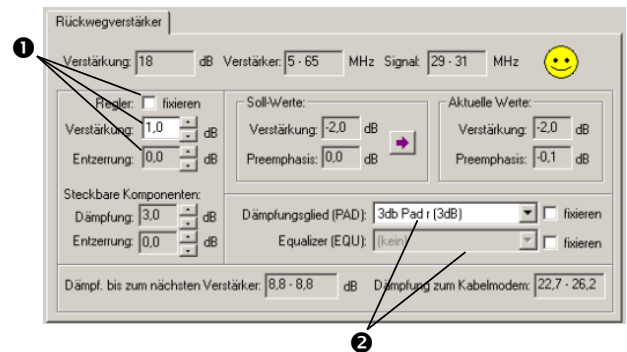 Rückwegverstärker
❶
Verstärkung: 18 dB Verstärker: 5 - 65 MHz Signal: 29 - 31 MHz
Regler: fixieren
Verstärkung: 1,0 dB
Entzerrung: 0,0 dB
Soll-Werte:
Verstärkung: -2,0 dB
Preemphasis: 0,0 dB
Aktuelle Werte:
Verstärkung: -2,0 dB
Preemphasis: -0,1 dB
Steckbare Komponenten:
Dämpfung: 3,0 dB
Entzerrung: 0,0 dB
Dämpfungsglied (PAD): 3db Pad r (3dB) fixieren
Equalizer (EQU): (kein) fixieren
Dämpf. bis zum nächsten Verstärker: 8,8 - 8,8 dB Dämpfung zum Kabelmodem: 22,7 - 26,2
❷